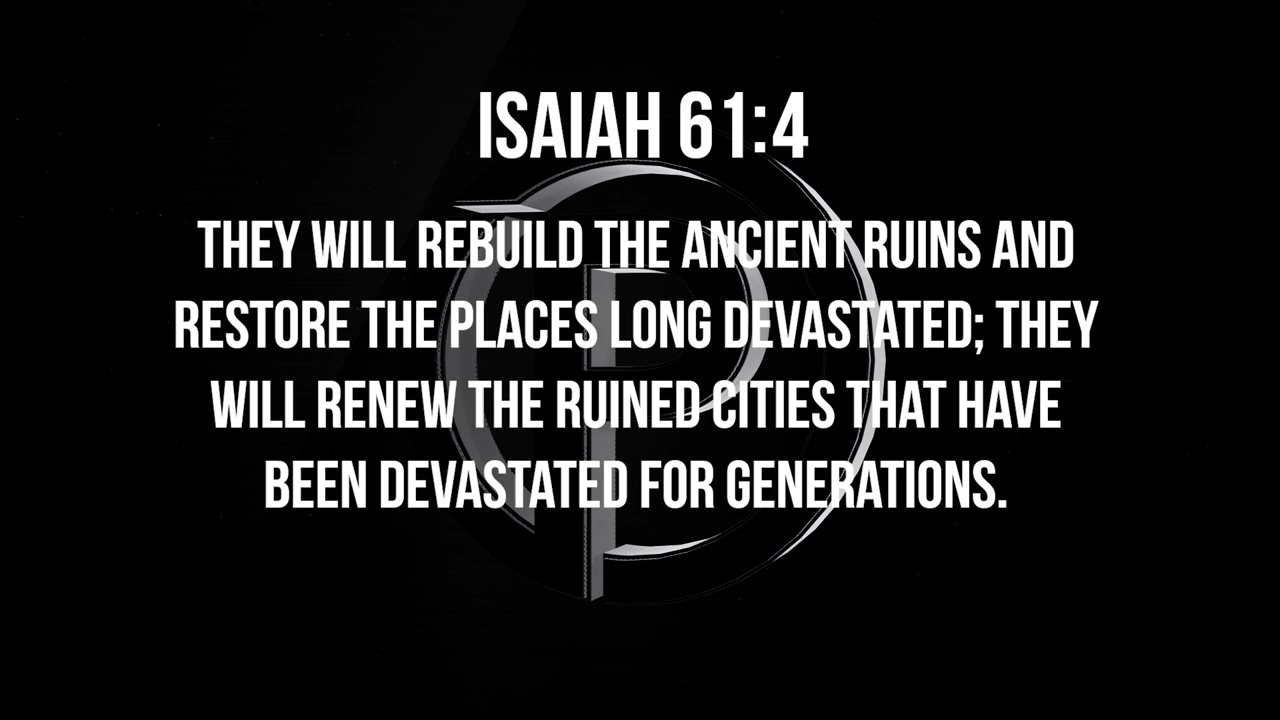 ISAIAH 61:4
THEY WILL REBUILD THE ANCIENT RUINS AND
RESTORE THE PLACES LONG DEVASTATED; THEY
WILL RENEW THE RUINED CITIES THAT HAVE
BEEN DEVASTATED FOR GENERATIONS.